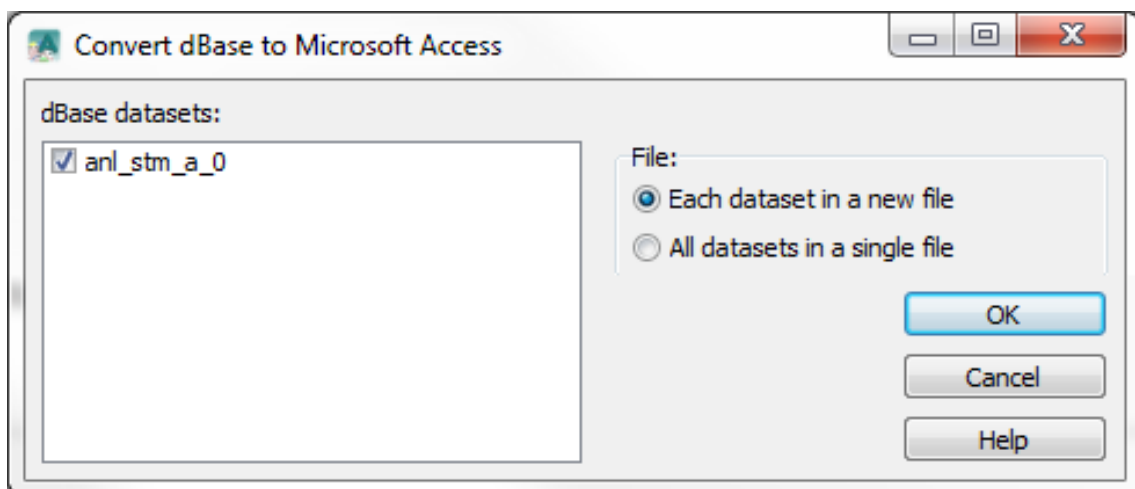 Convert dBase to Microsoft Access
dBase datasets:
anl_stm_a_0
File:
Each dataset in a new file
All datasets in a single file
OK
Cancel
Help